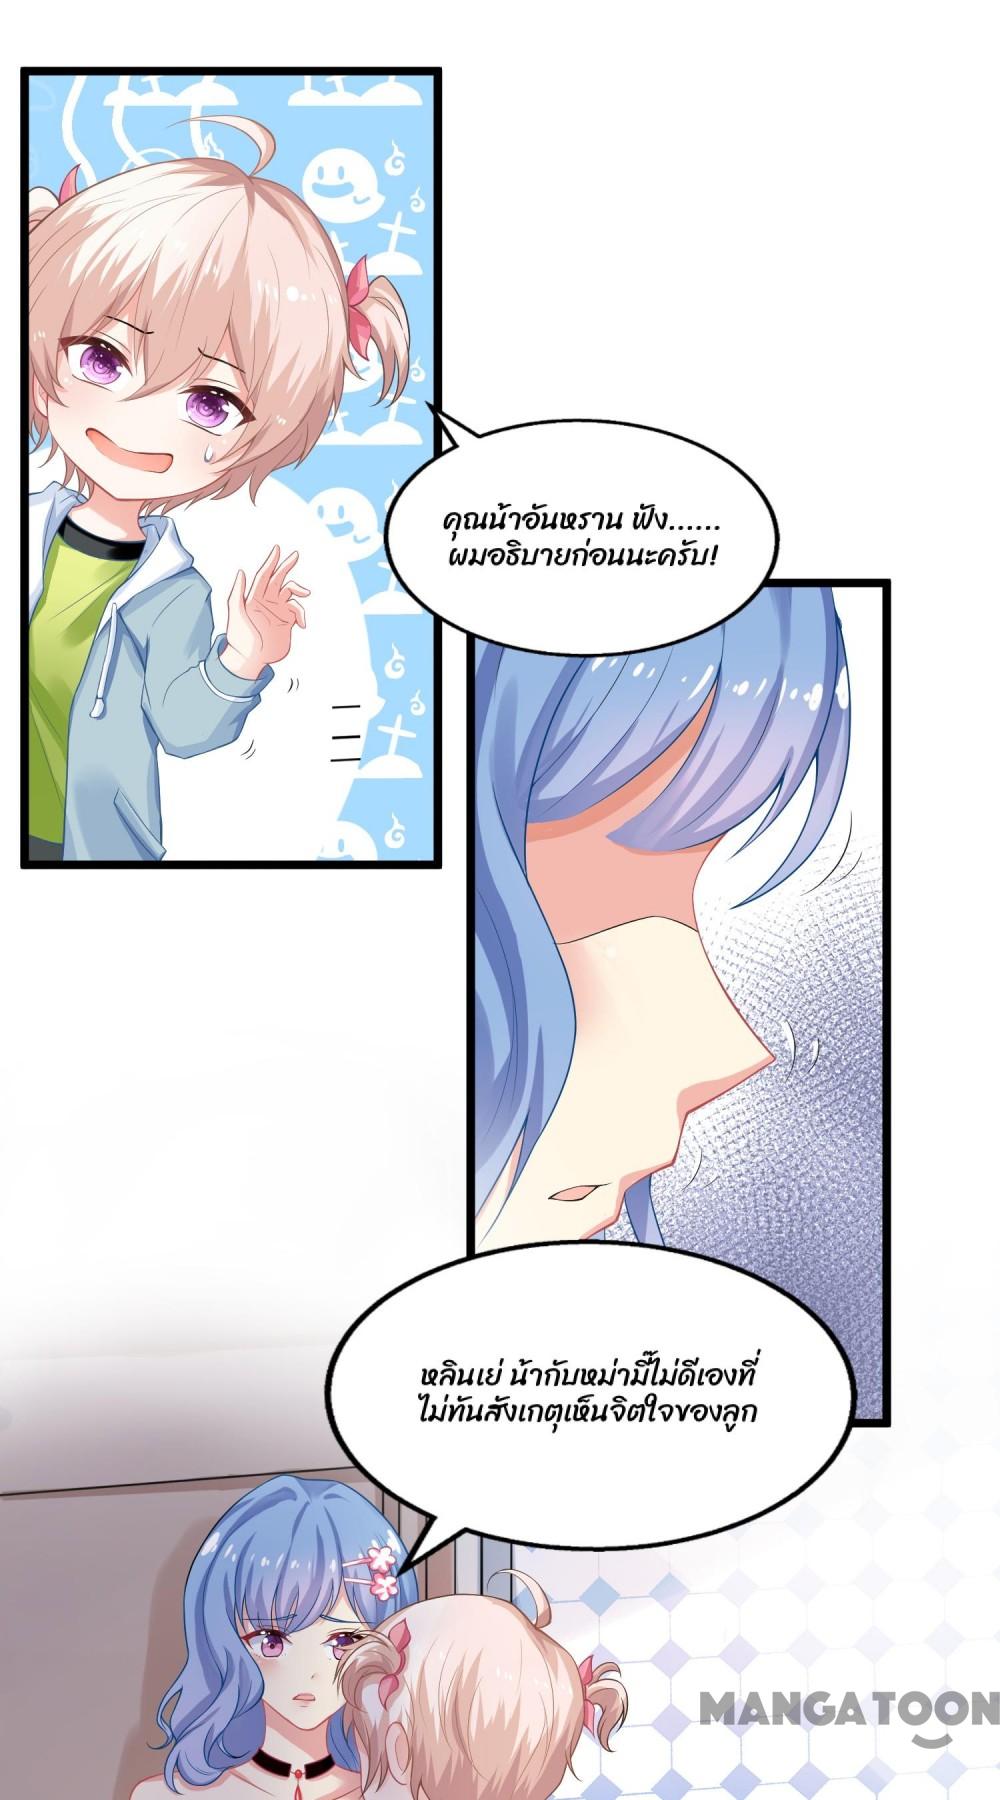 คุณน้าอันหราน ฟัง......
ผมอธิบายก่อนนะครับ!
หลินเย่ น้ากับหม่ามี๊ไม่ดีเองที่
ไม่ทันสังเกตุเห็นจิตใจของลูก
MANGATOON